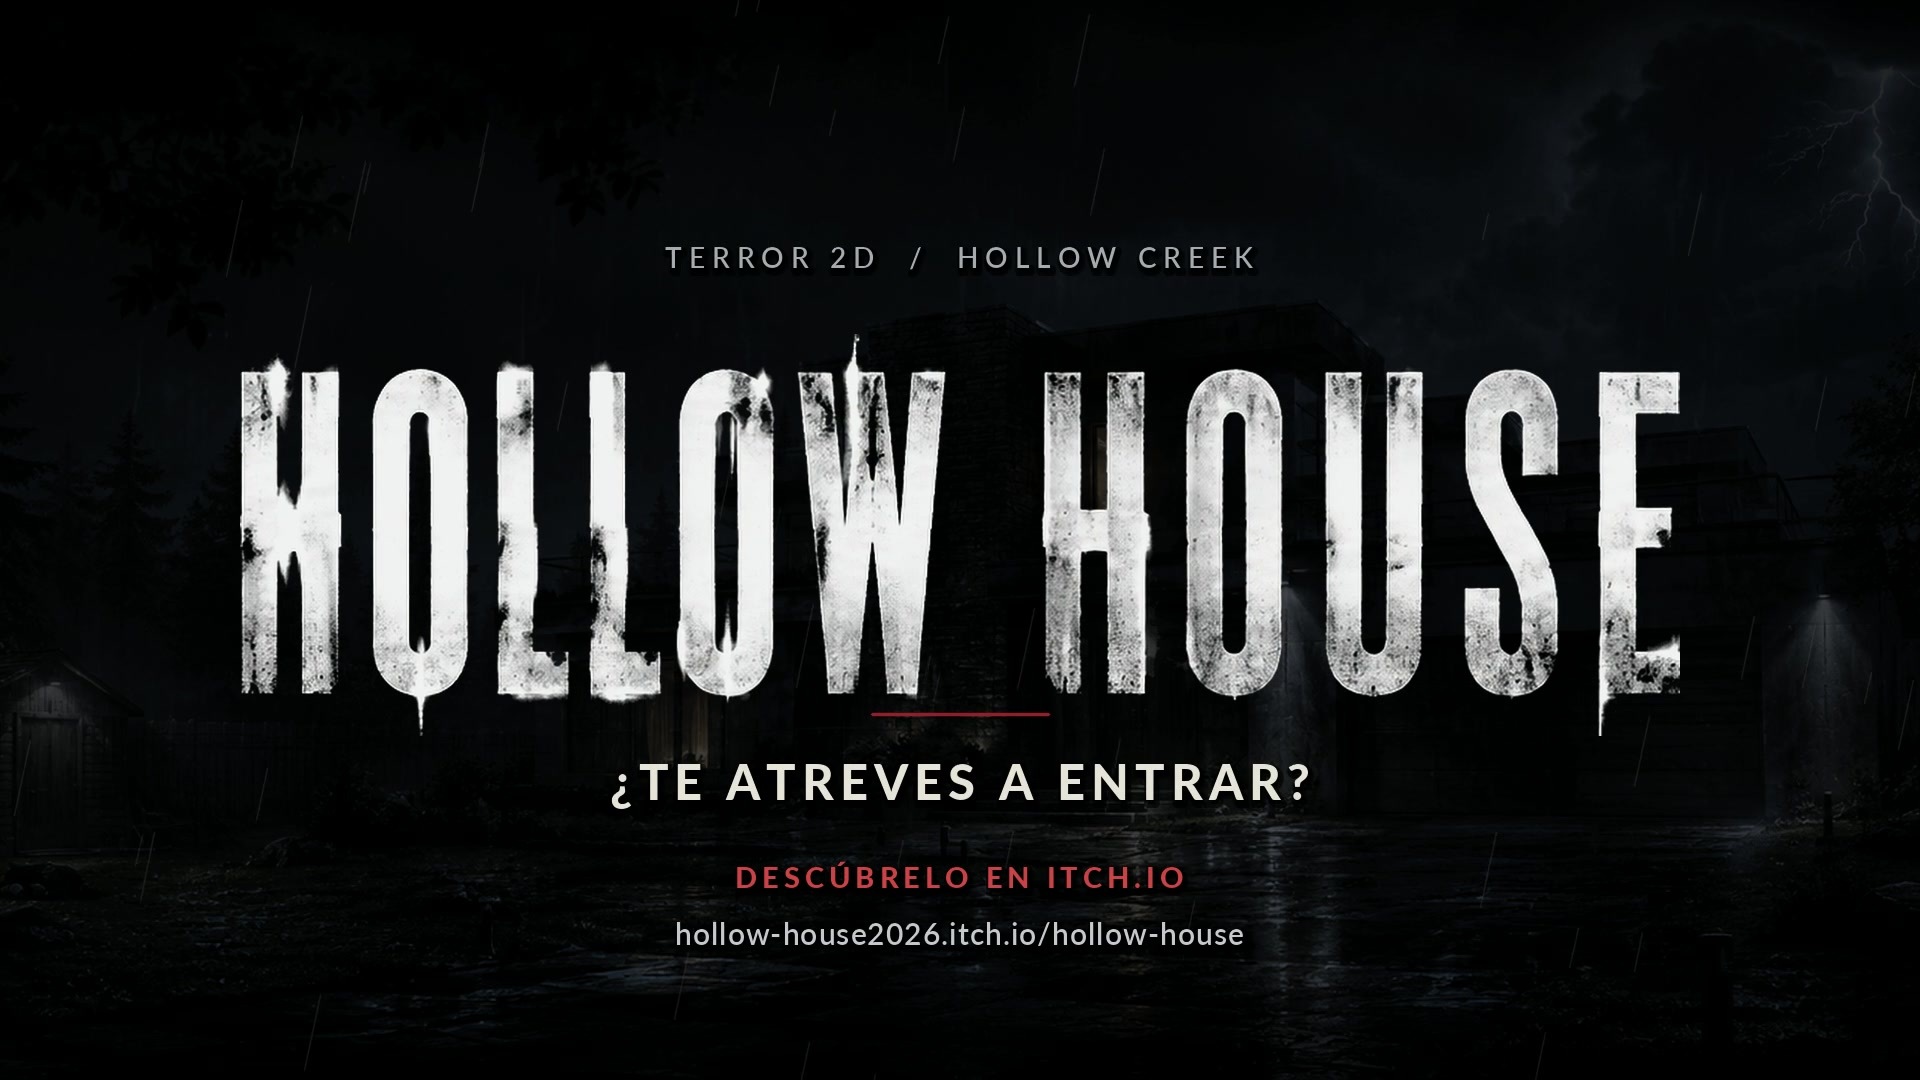 TERROR 2D / HOLLOW CREEK
HOLLOW HOUSE
¿TE ATREVES A ENTRAR?
DESCÚBRELO EN ITCH.IO
hollow-house2026.itch.io/hollow-house